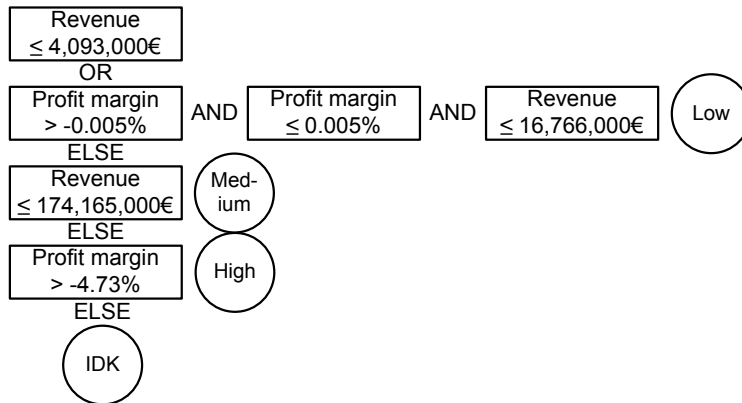 Revenue
≤ 4,093,000€
OR
Profit margin
> -0.005%
AND
Profit margin
≤ 0.005%
AND
Revenue
≤ 16,766,000€
Low
ELSE
Revenue
≤ 174,165,000€
Med-
ium
ELSE
Profit margin
> -4.73%
High
ELSE
IDK